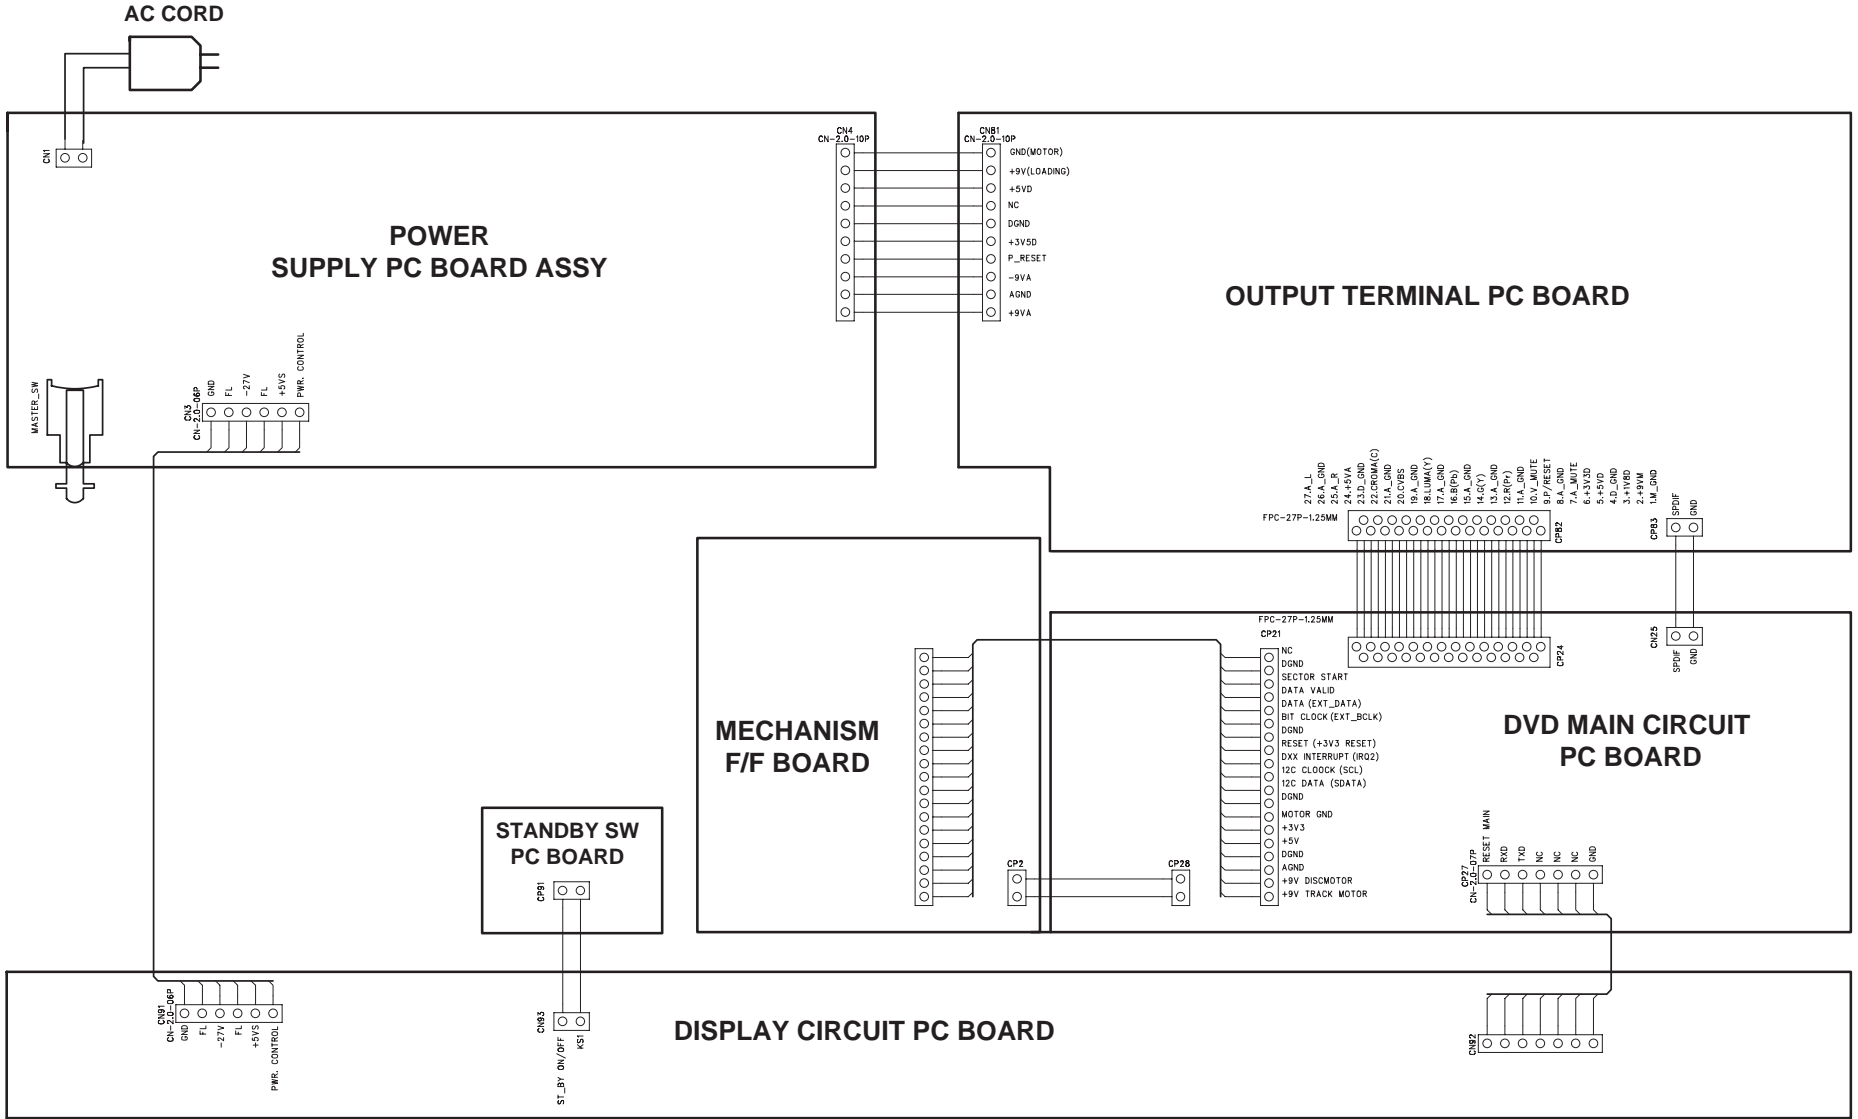 AC CORD
CN1
POWER
SUPPLY PC BOARD ASSY
MASTER_SW
CN3
CN-2.0-06P
GND
FL
-27V
FL
+5VS
PWR. CONTROL
CN4
CN-2.0-10P
CNB1
CN-2.0-10P
GND(MOTOR)
+9V(LOADING)
+5VD
NC
DGND
+3V5D
P_RESET
-9VA
AGND
+9VA
OUTPUT TERMINAL PC BOARD
27.A_L
26.A_GND
25.A_R
24.+5VA
23.D_GND
22.CROMA(C)
21.A_GND
20.CVBS
19.A_GND
18.LUMA(Y)
17.A_GND
16.B(Pb)
15.A_GND
14.G(Y)
13.A_GND
12.R(Pr)
11.A_GND
10.V_MUTE
9.P/RESET
8.A_GND
7.A_MUTE
6.+3V3D
5.+5VD
4.D_GND
3.+1V8D
2.+9VM
1.M_GND
FPC-27P-1.25MM
CPB2
CPB3
SPDIF
GND
FPC-27P-1.25MM
CP24
CN25
SPDIF
GND
CP21
NC
DGND
SECTOR START
DATA VALID
DATA (EXT_DATA)
BIT CLOCK (EXT_BCLK)
DGND
RESET (+3V3 RESET)
DXX INTERRUPT (IRQ2)
12C CLOOCK (SCL)
12C DATA (SDATA)
DGND
MOTOR GND
+3V3
+5V
DGND
AGND
+9V DISCMOTOR
+9V TRACK MOTOR
MECHANISM
F/F BOARD
CP2
CP28
DVD MAIN CIRCUIT
PC BOARD
CP27
CN-2.0-07P
RESET MAIN
RXD
TXD
NC
NC
NC
GND
STANDBY SW
PC BOARD
CP91
CN91
CN-2.0-06P
GND
FL
-27V
FL
+5VS
PWR. CONTROL
CN93
ST_BY ON/OFF
KS1
DISPLAY CIRCUIT PC BOARD
CN92